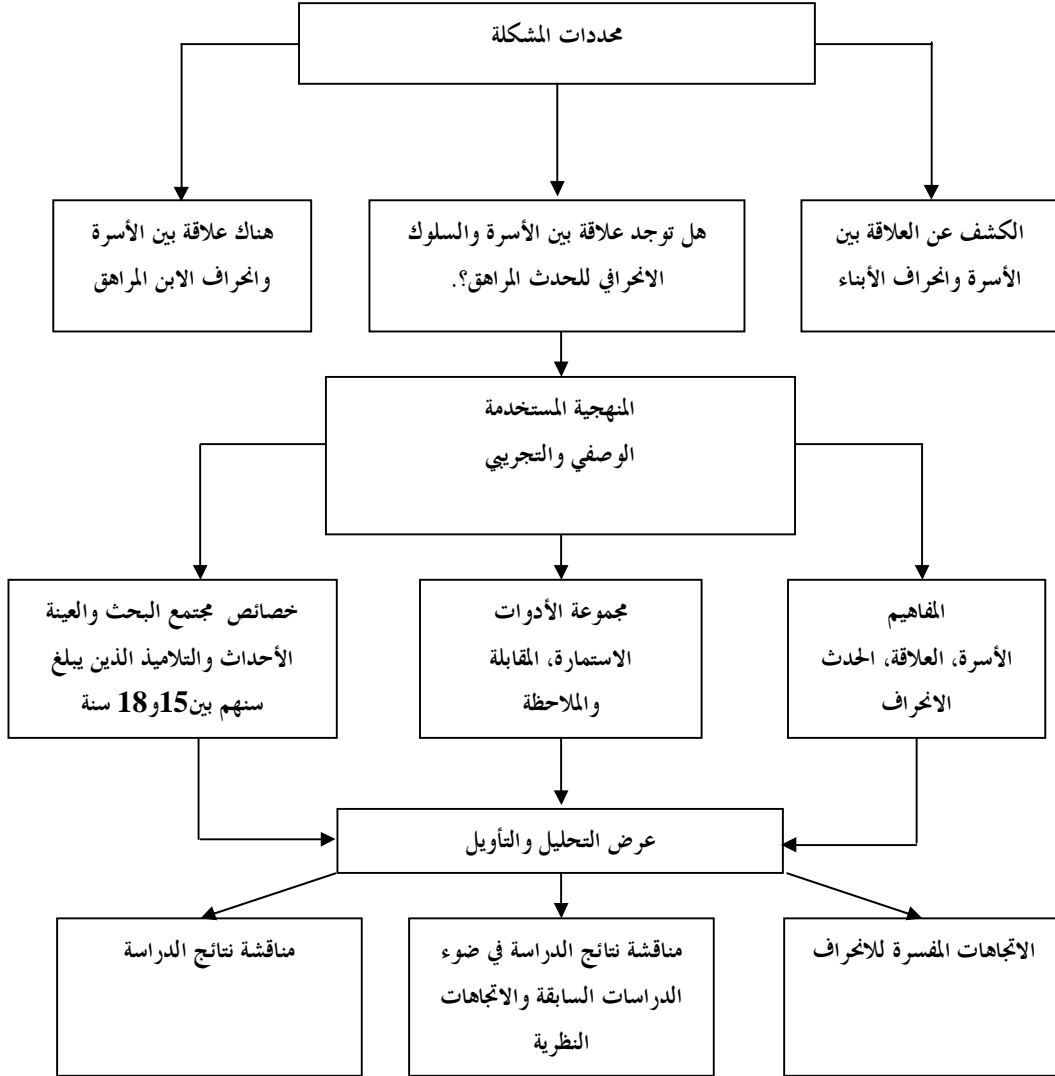 محددات المشكلة
الكشف عن العلاقة بين
الأسرة وانحراف الأبناء
هل توجد علاقة بين الأسرة والسلوك
الانحرافي للحدث المراهق؟.
هناك علاقة بين الأسرة
وانحراف الابن المراهق
المنهجية المستخدمة
الوصفي والتجريبي
المفاهيم
الأسرة، العلاقة، الحدث
الانحراف
مجموعة الأدوات
الاستمارة، المقابلة
والملاحظة
خصائص مجتمع البحث والعينة
الأحداث والتلاميذ الذين يبلغ
سنهم بين15و18 سنة
عرض التحليل والتأويل
الاتجاهات المفسرة للانحراف
مناقشة نتائج الدراسة في ضوء
الدراسات السابقة والاتجاهات
النظرية
مناقشة نتائج الدراسة